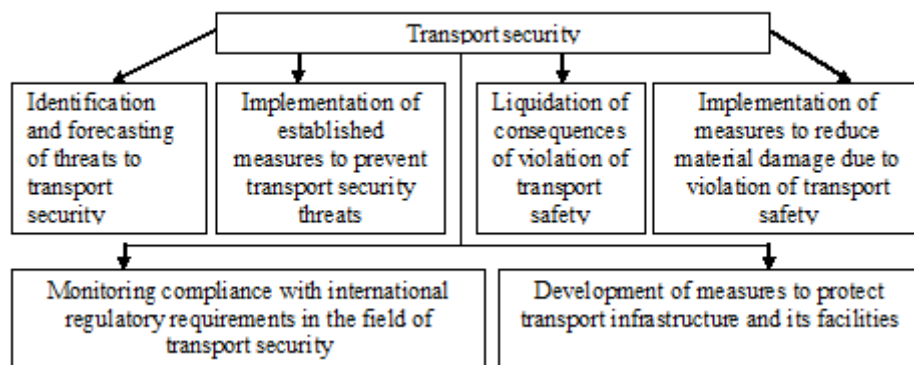 Transport security
Identification
and forecasting
of threats to
transport
security
Implementation of
established
measures to prevent
transport security
threats
Liquidation of
consequences
of violation of
transport
safety
Implementation of
measures to reduce
material damage due to
violation of transport
safety
Monitoring compliance with international
regulatory requirements in the field of
transport security
Development of measures to protect
transport infrastructure and its facilities